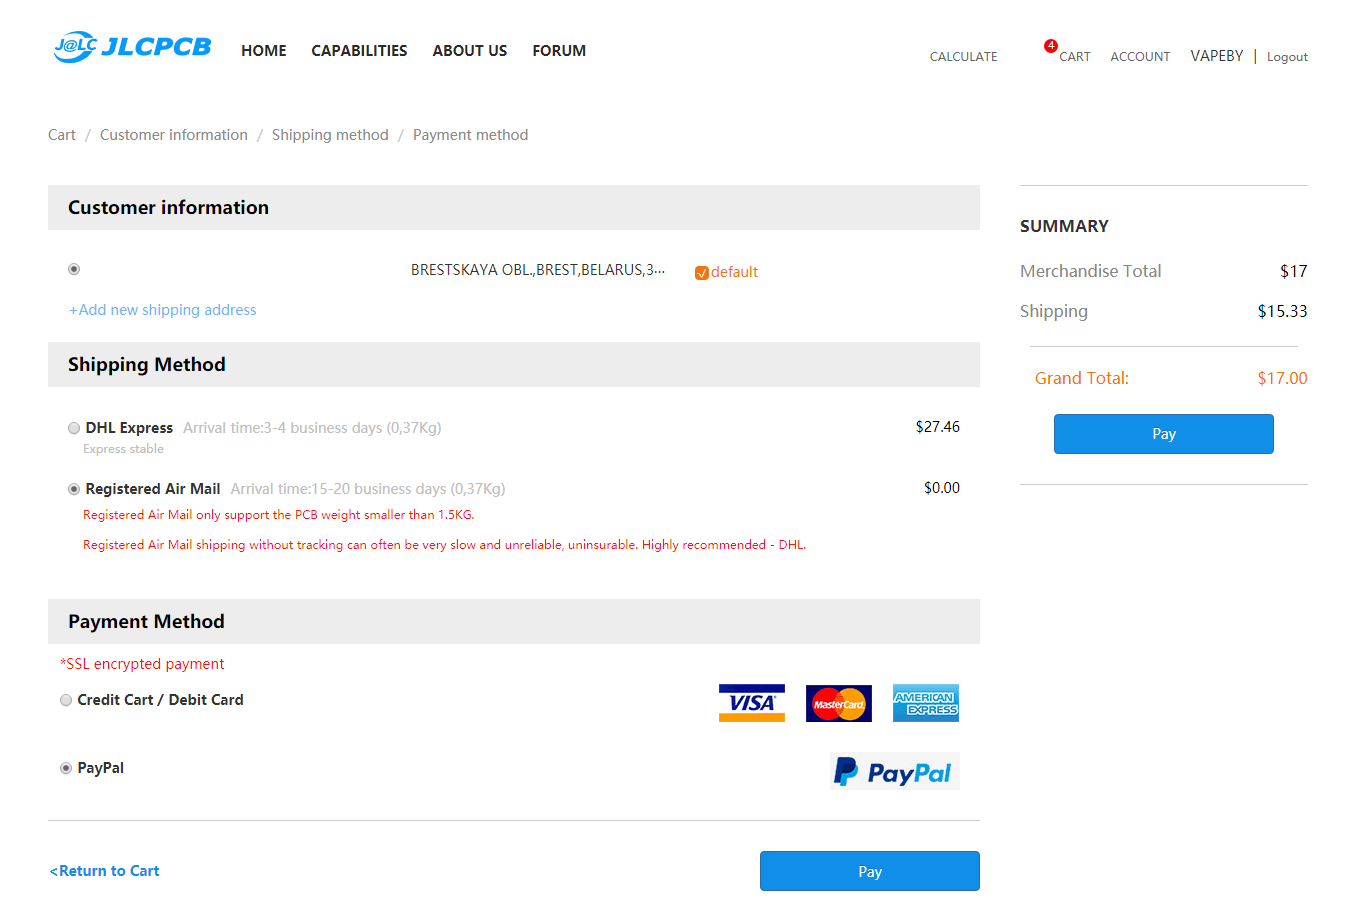 J@LC JLCPCB HOME CAPABILITIES ABOUT US FORUM
CALCULATE 4 CART ACCOUNT VAPEBY | Logout
Cart / Customer information / Shipping method / Payment method
Customer information
BRESTSKAYA OBL.,BREST,BELARUS,3... default
+Add new shipping address
Shipping Method
DHL Express Arrival time:3-4 business days (0,37Kg) $27.46
Express stable
Registered Air Mail Arrival time:15-20 business days (0,37Kg) $0.00
Registered Air Mail only support the PCB weight smaller than 1.5KG.
Registered Air Mail shipping without tracking can often be very slow and unreliable, uninsurable. Highly recommended - DHL.
Payment Method
*SSL encrypted payment
Credit Cart / Debit Card VISA MasterCard AMERICAN EXPRESS
PayPal PayPal
<Return to Cart Pay
SUMMARY
Merchandise Total $17
Shipping $15.33
Grand Total: $17.00
Pay